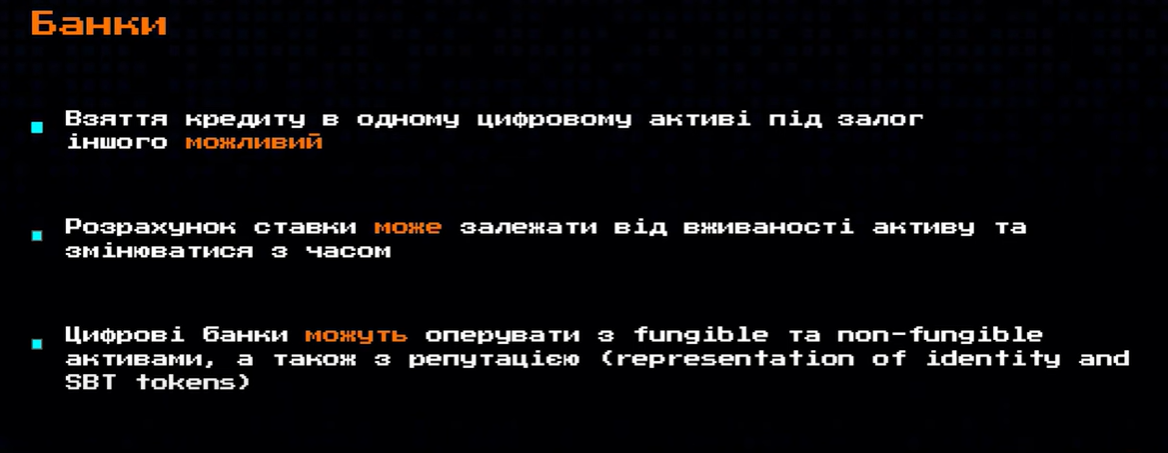 Банки
Взяття кредиту в одному цифровому активі під залог
іншого можливий
Розрахунок ставки може залежати від вживаності активу та
змінюватися з часом
Цифрові банки можуть оперувати з fungible та non-fungible
активами, а також з репутацією (representation of identity and
SBT tokens)